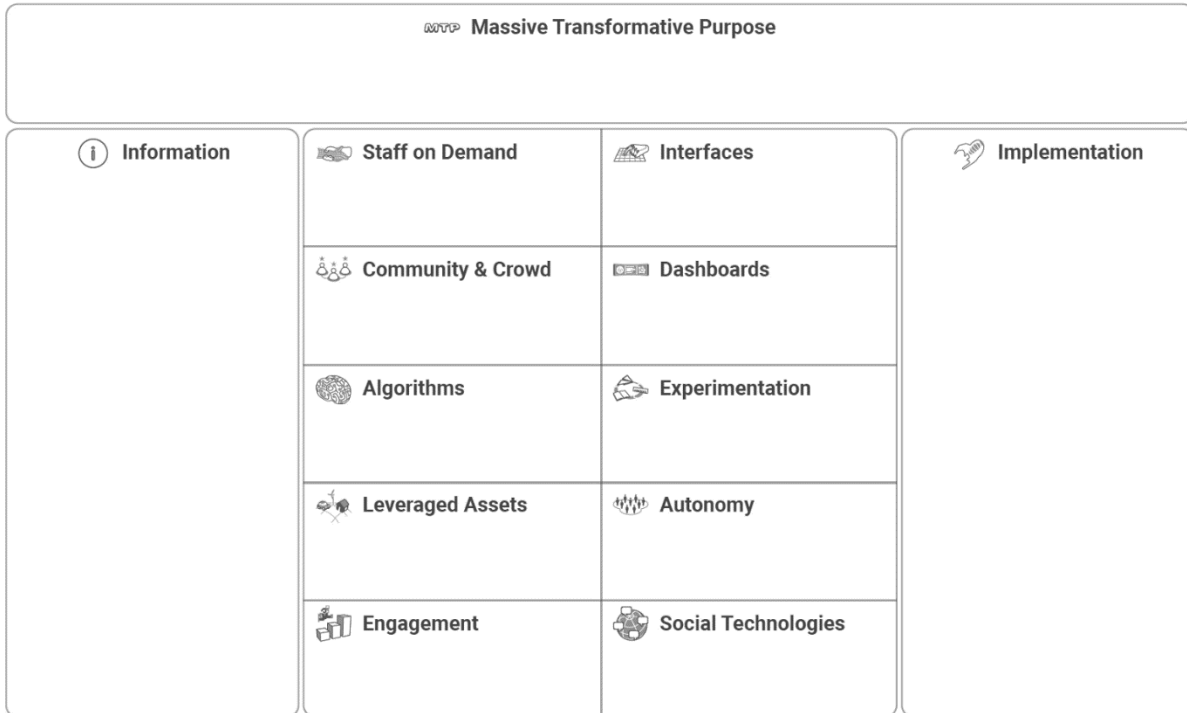 MTP Massive Transformative Purpose
Information
Staff on Demand
Interfaces
Implementation
Community & Crowd
Dashboards
Algorithms
Experimentation
Leveraged Assets
Autonomy
Engagement
Social Technologies